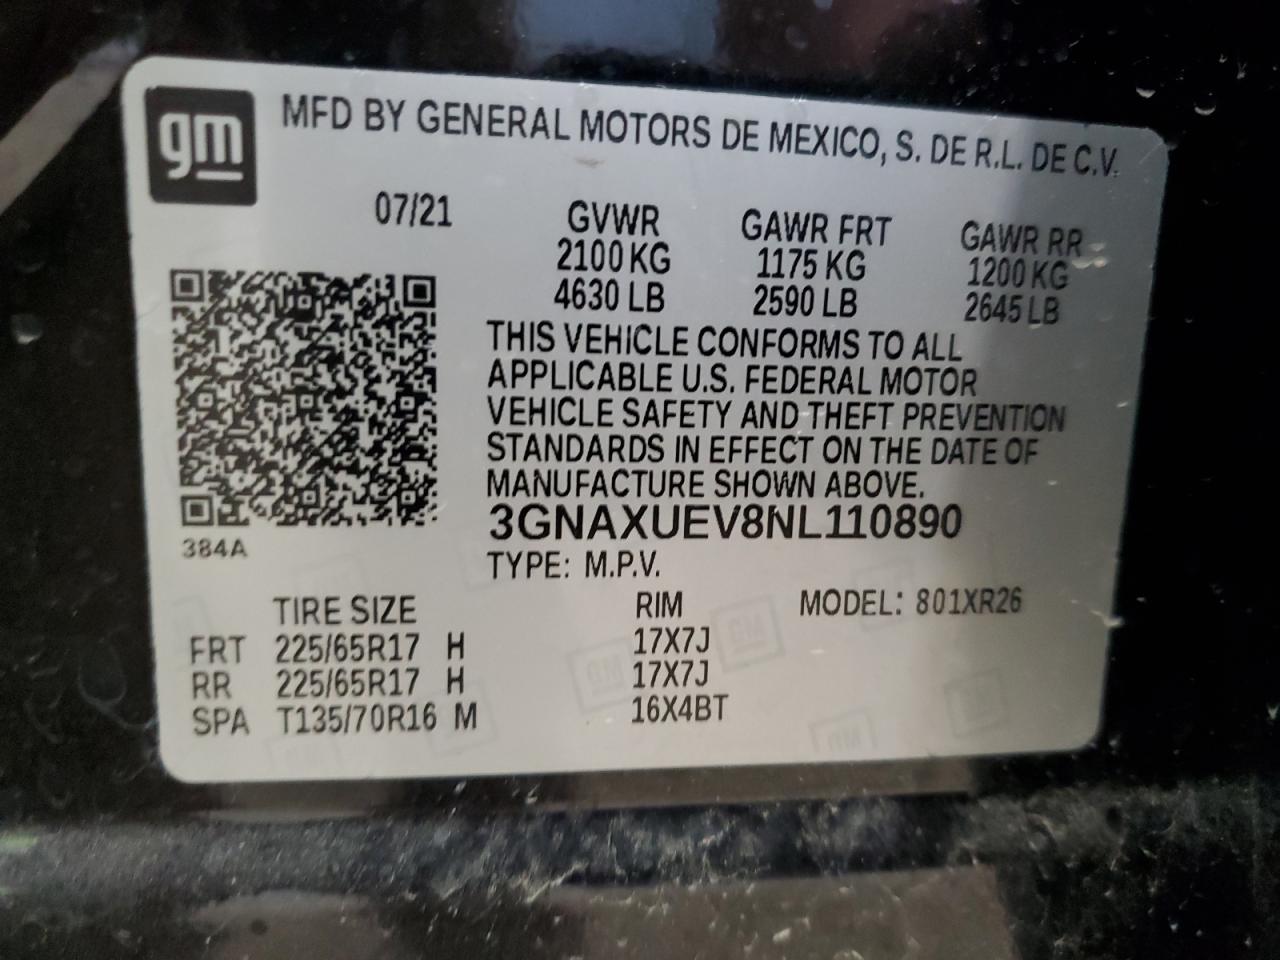 gm
MFD BY GENERAL MOTORS DE MEXICO, S. DE R.L. DE C.V.
07/21 GVWR GAWR FRT GAWR RR
2100 KG 1175 KG 1200 KG
4630 LB 2590 LB 2645 LB
THIS VEHICLE CONFORMS TO ALL
APPLICABLE U.S. FEDERAL MOTOR
VEHICLE SAFETY AND THEFT PREVENTION
STANDARDS IN EFFECT ON THE DATE OF
MANUFACTURE SHOWN ABOVE.
3GNAXUEV8NL110890
384A
TYPE: M.P.V.
TIRE SIZE RIM MODEL: 801XR26
FRT 225/65R17 H 17X7J
RR 225/65R17 H 17X7J
SPA T135/70R16 M 16X4BT